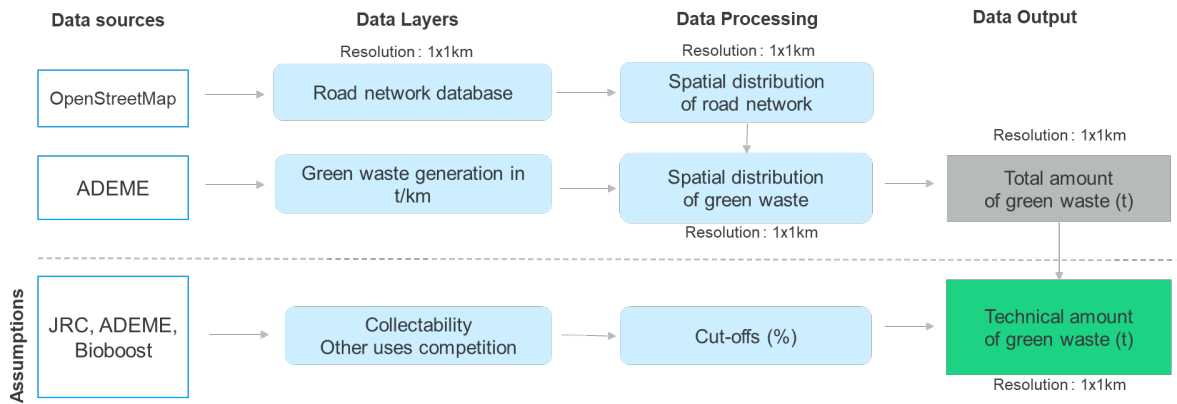 Data sources
Data Layers
Data Processing
Data Output
Resolution : 1x1km
Resolution : 1x1km
OpenStreetMap
Road network database
Spatial distribution
of road network
Resolution : 1x1km
ADEME
Green waste generation in
t/km
Spatial distribution
of green waste
Total amount
of green waste (t)
Resolution : 1x1km
Assumptions
JRC, ADEME,
Bioboost
Collectability
Other uses competition
Cut-offs (%)
Technical amount
of green waste (t)
Resolution : 1x1km